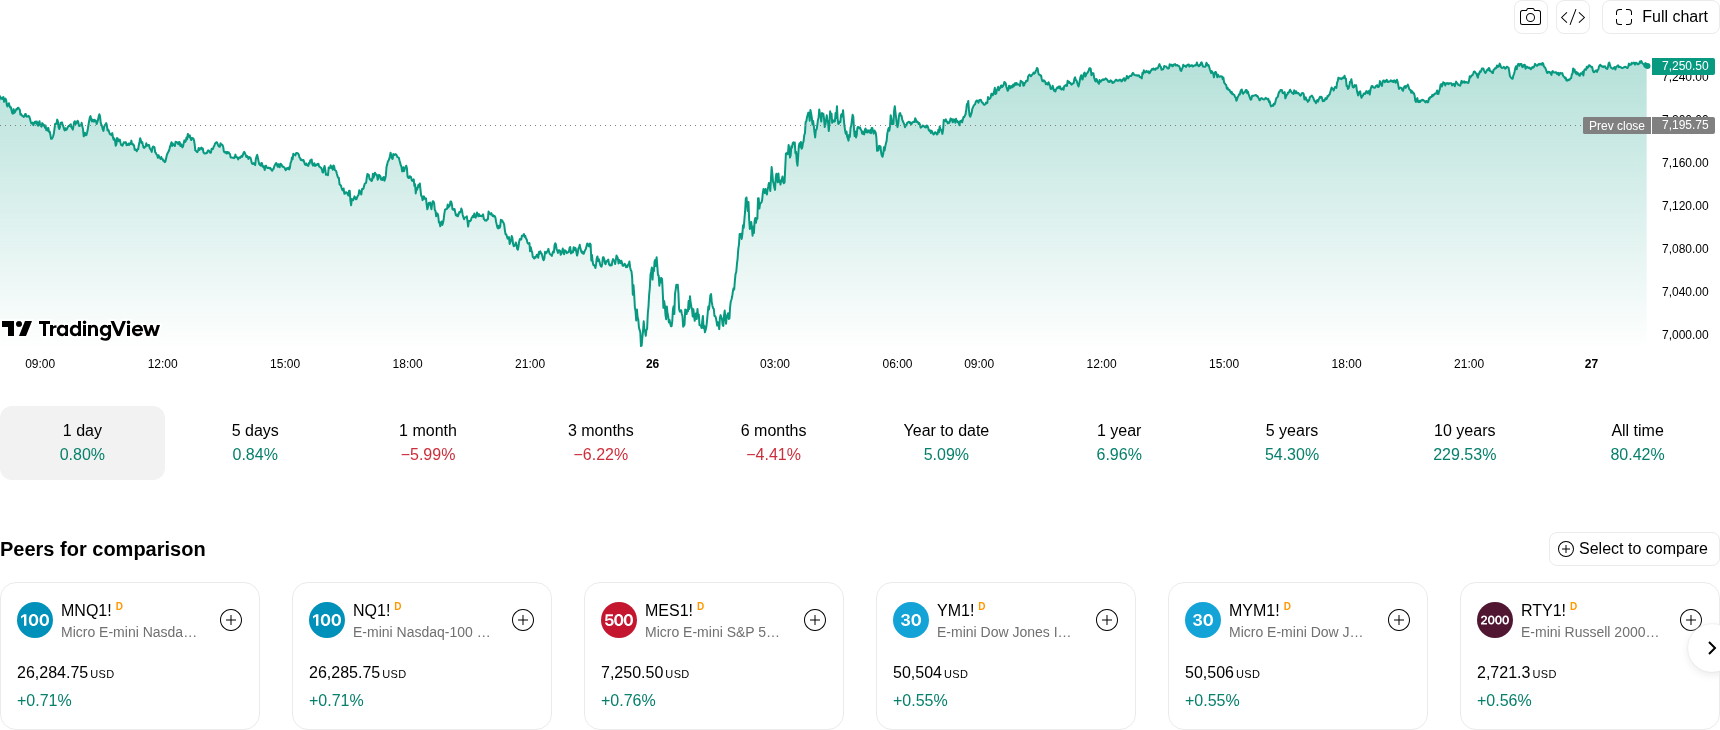 Full chart
7,250.50
7,240.00
Prev close 7,195.75
7,160.00
7,120.00
7,080.00
7,040.00
7,000.00
TradingView
09:00 12:00 15:00 18:00 21:00 26 03:00 06:00 09:00 12:00 15:00 18:00 21:00 27
1 day 5 days 1 month 3 months 6 months Year to date 1 year 5 years 10 years All time
0.80% 0.84% −5.99% −6.22% −4.41% 5.09% 6.96% 54.30% 229.53% 80.42%
Peers for comparison
Select to compare
100 MNQ1! D
Micro E-mini Nasda…
26,284.75 USD
+0.71%
100 NQ1! D
E-mini Nasdaq-100 …
26,285.75 USD
+0.71%
500 MES1! D
Micro E-mini S&P 5…
7,250.50 USD
+0.76%
30 YM1! D
E-mini Dow Jones I…
50,504 USD
+0.55%
30 MYM1! D
Micro E-mini Dow J…
50,506 USD
+0.55%
2000 RTY1! D
E-mini Russell 2000…
2,721.3 USD
+0.56%